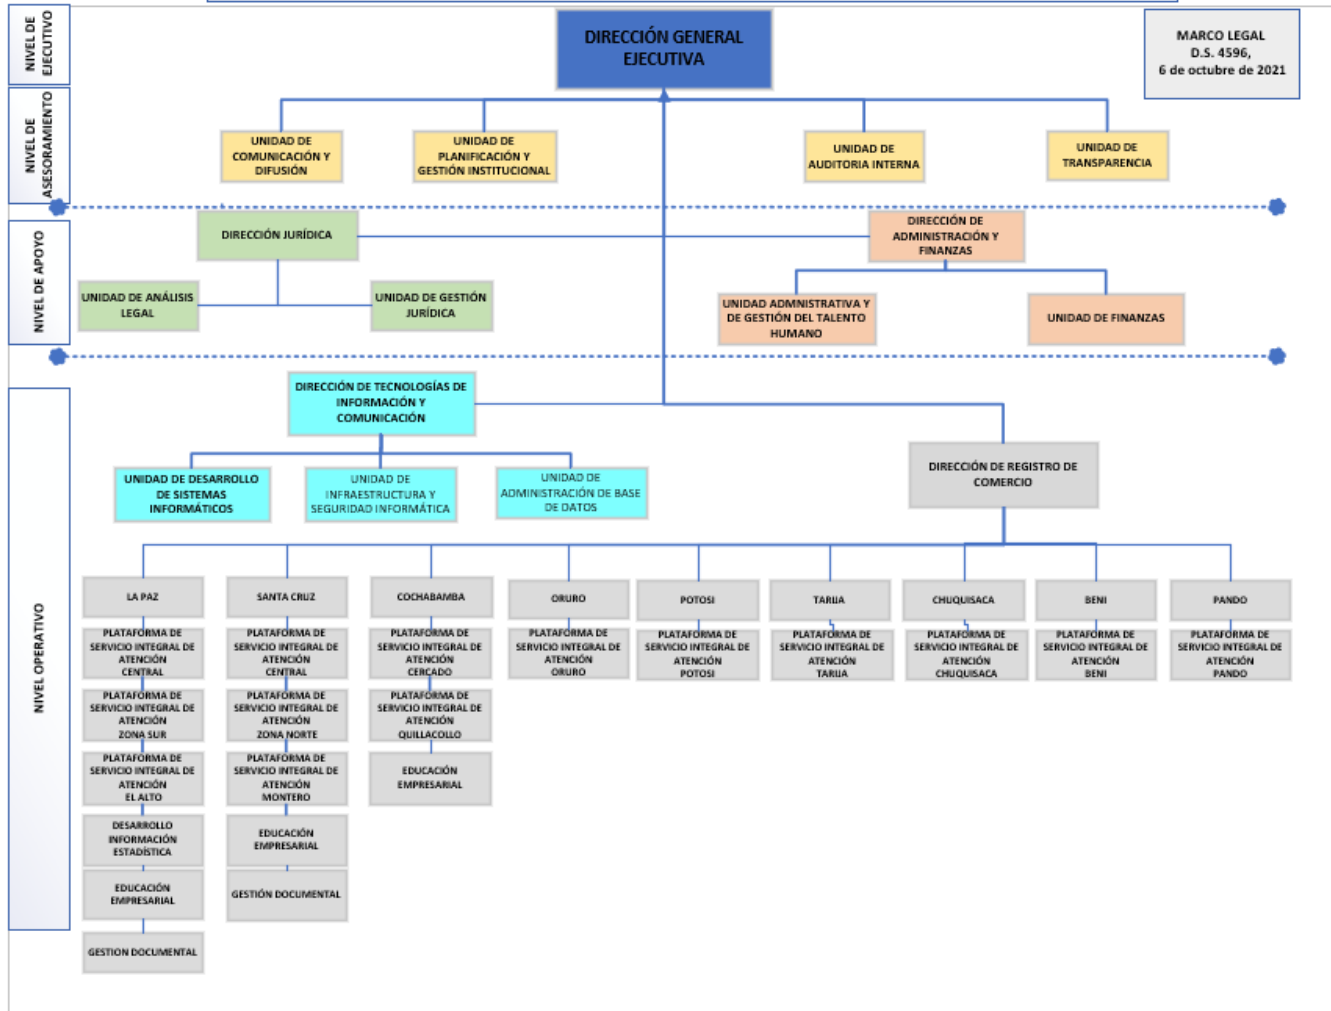 NIVEL DE
EJECUTIVO
DIRECCIÓN GENERAL
EJECUTIVA
MARCO LEGAL
D.S. 4596,
6 de octubre de 2021
NIVEL DE
ASESORAMIENTO
UNIDAD DE
COMUNICACIÓN Y
DIFUSIÓN
UNIDAD DE
PLANIFICACIÓN Y
GESTIÓN INSTITUCIONAL
UNIDAD DE
AUDITORIA INTERNA
UNIDAD DE
TRANSPARENCIA
NIVEL DE APOYO
DIRECCIÓN JURÍDICA
DIRECCIÓN DE
ADMINISTRACIÓN Y
FINANZAS
UNIDAD DE ANÁLISIS
LEGAL
UNIDAD DE GESTIÓN
JURÍDICA
UNIDAD ADMNISTRATIVA Y
DE GESTIÓN DEL TALENTO
HUMANO
UNIDAD DE FINANZAS
NIVEL OPERATIVO
DIRECCIÓN DE TECNOLOGÍAS DE
INFORMACIÓN Y
COMUNICACIÓN
UNIDAD DE DESARROLLO
DE SISTEMAS
INFORMÁTICOS
UNIDAD DE
INFRAESTRUCTURA Y
SEGURIDAD INFORMÁTICA
UNIDAD DE
ADMINISTRACIÓN DE BASE
DE DATOS
DIRECCIÓN DE REGISTRO DE
COMERCIO
LA PAZ
PLATAFORMA DE
SERVICIO INTEGRAL DE
ATENCIÓN
CENTRAL
PLATAFORMA DE
SERVICIO INTEGRAL DE
ATENCIÓN
ZONA SUR
PLATAFORMA DE
SERVICIO INTEGRAL DE
ATENCIÓN
EL ALTO
DESARROLLO
INFORMACIÓN
ESTADÍSTICA
EDUCACIÓN
EMPRESARIAL
GESTION DOCUMENTAL
SANTA CRUZ
PLATAFORMA DE
SERVICIO INTEGRAL DE
ATENCIÓN
CENTRAL
PLATAFORMA DE
SERVICIO INTEGRAL DE
ATENCIÓN
ZONA NORTE
PLATAFORMA DE
SERVICIO INTEGRAL DE
ATENCIÓN
MONTERO
EDUCACIÓN
EMPRESARIAL
GESTIÓN DOCUMENTAL
COCHABAMBA
PLATAFORMA DE
SERVICIO INTEGRAL DE
ATENCIÓN
CERCADO
PLATAFORMA DE
SERVICIO INTEGRAL DE
ATENCIÓN
QUILLACOLLO
EDUCACIÓN
EMPRESARIAL
ORURO
PLATAFORMA DE
SERVICIO INTEGRAL DE
ATENCIÓN
ORURO
POTOSI
PLATAFORMA DE
SERVICIO INTEGRAL DE
ATENCIÓN
POTOSI
TARIJA
PLATAFORMA DE
SERVICIO INTEGRAL DE
ATENCIÓN
TARIJA
CHUQUISACA
PLATAFORMA DE
SERVICIO INTEGRAL DE
ATENCIÓN
CHUQUISACA
BENI
PLATAFORMA DE
SERVICIO INTEGRAL DE
ATENCIÓN
BENI
PANDO
PLATAFORMA DE
SERVICIO INTEGRAL DE
ATENCIÓN
PANDO